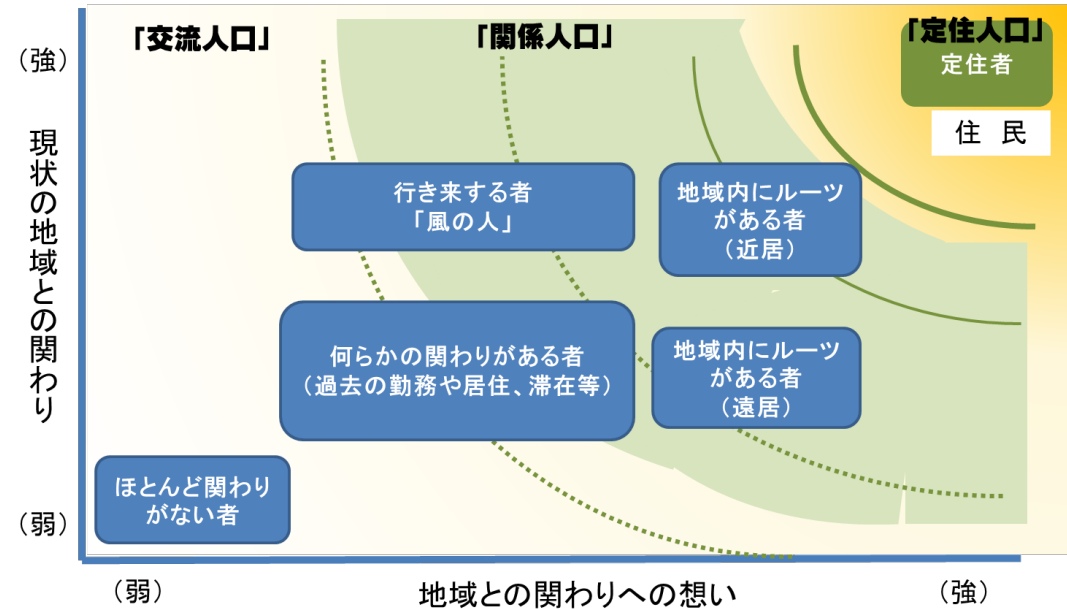 「交流人口」
「関係人口」
「定住人口」
定住者
住 民
（強）
現状の地域との関わり
（弱）
行き来する者
「風の人」
地域内にルーツ
がある者
（近居）
何らかの関わりがある者
（過去の勤務や居住、滞在等）
地域内にルーツ
がある者
（遠居）
ほとんど関わり
がない者
（弱）
地域との関わりへの想い
（強）